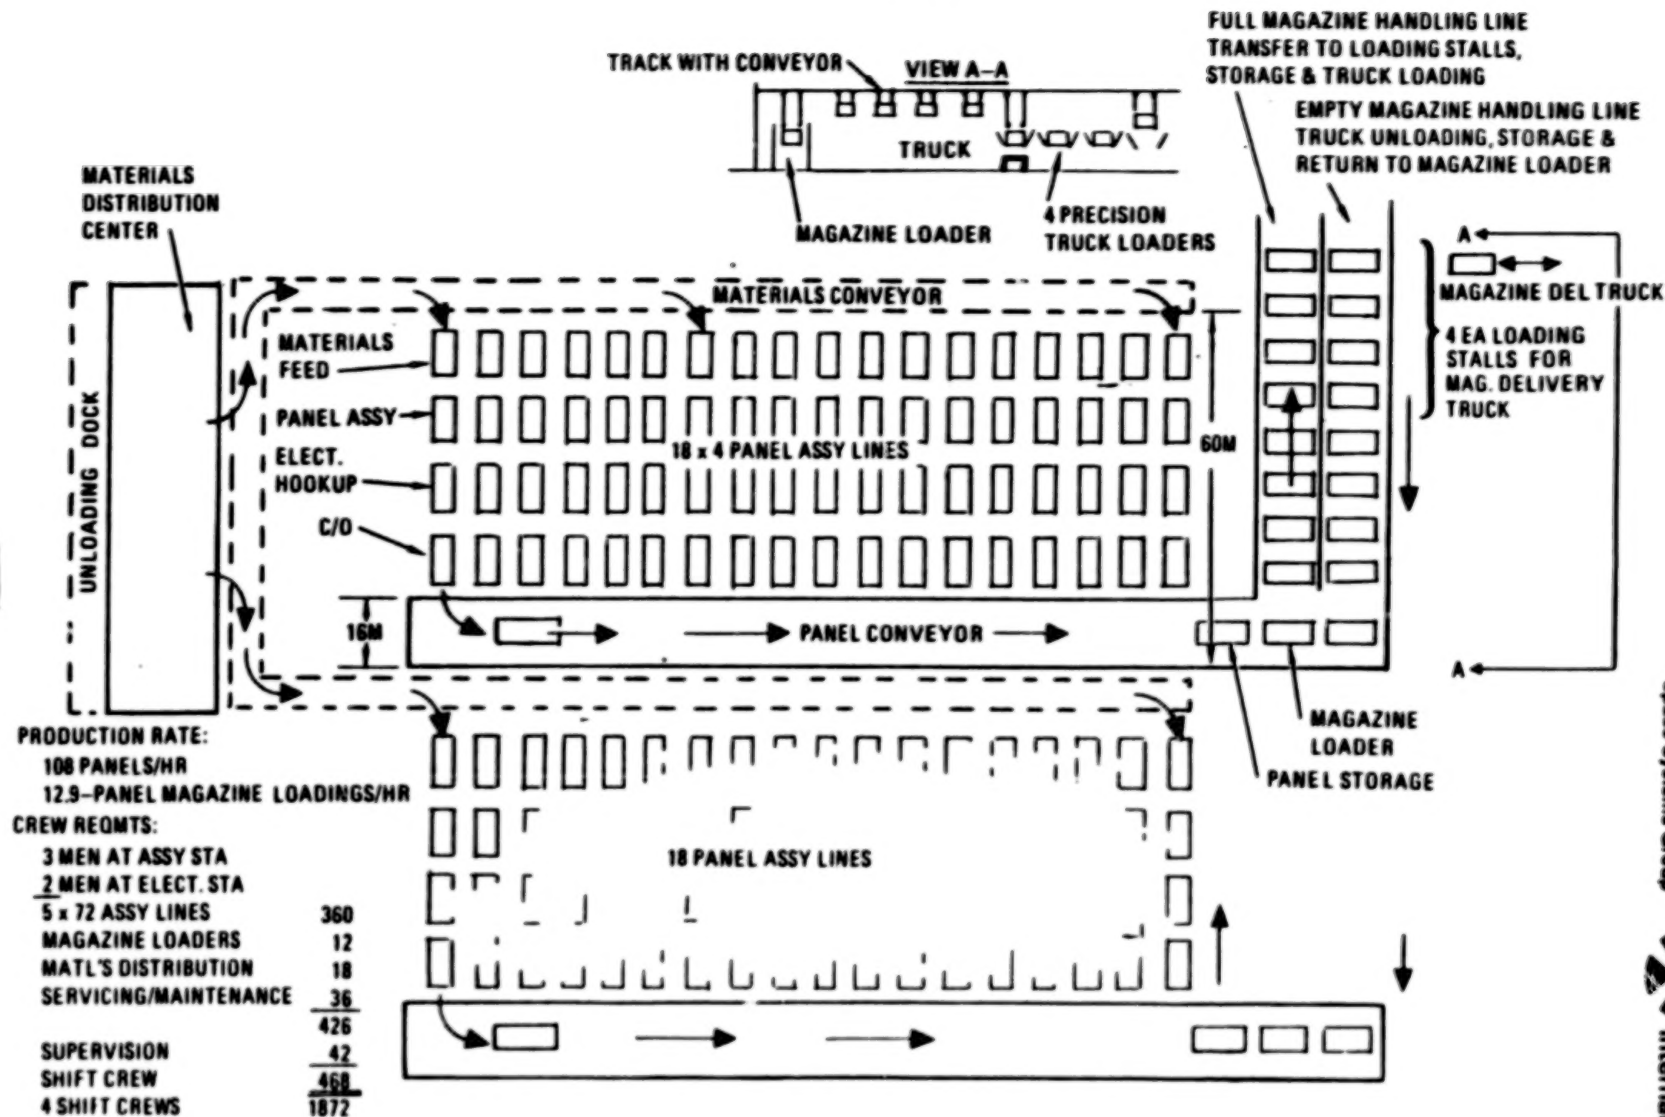 FULL MAGAZINE HANDLING LINE
TRANSFER TO LOADING STALLS,
STORAGE & TRUCK LOADING
EMPTY MAGAZINE HANDLING LINE
TRUCK UNLOADING, STORAGE &
RETURN TO MAGAZINE LOADER
TRACK WITH CONVEYOR
VIEW A-A
TRUCK
MAGAZINE LOADER
4 PRECISION
TRUCK LOADERS
MATERIALS
DISTRIBUTION
CENTER
UNLOADING DOCK
MATERIALS CONVEYOR
MATERIALS
FEED
PANEL ASSY
ELECT.
HOOKUP
C/O
18 x 4 PANEL ASSY LINES
60M
A
MAGAZINE DEL TRUCK
4 EA LOADING
STALLS FOR
MAG. DELIVERY
TRUCK
16M
PANEL CONVEYOR
A
MAGAZINE
LOADER
PANEL STORAGE
18 PANEL ASSY LINES
PRODUCTION RATE:
108 PANELS/HR
12.9-PANEL MAGAZINE LOADINGS/HR
CREW REQMTS:
3 MEN AT ASSY STA
2 MEN AT ELECT. STA
5 x 72 ASSY LINES 360
MAGAZINE LOADERS 12
MATL'S DISTRIBUTION 18
SERVICING/MAINTENANCE 36
426
SUPERVISION 42
SHIFT CREW 468
4 SHIFT CREWS 1872